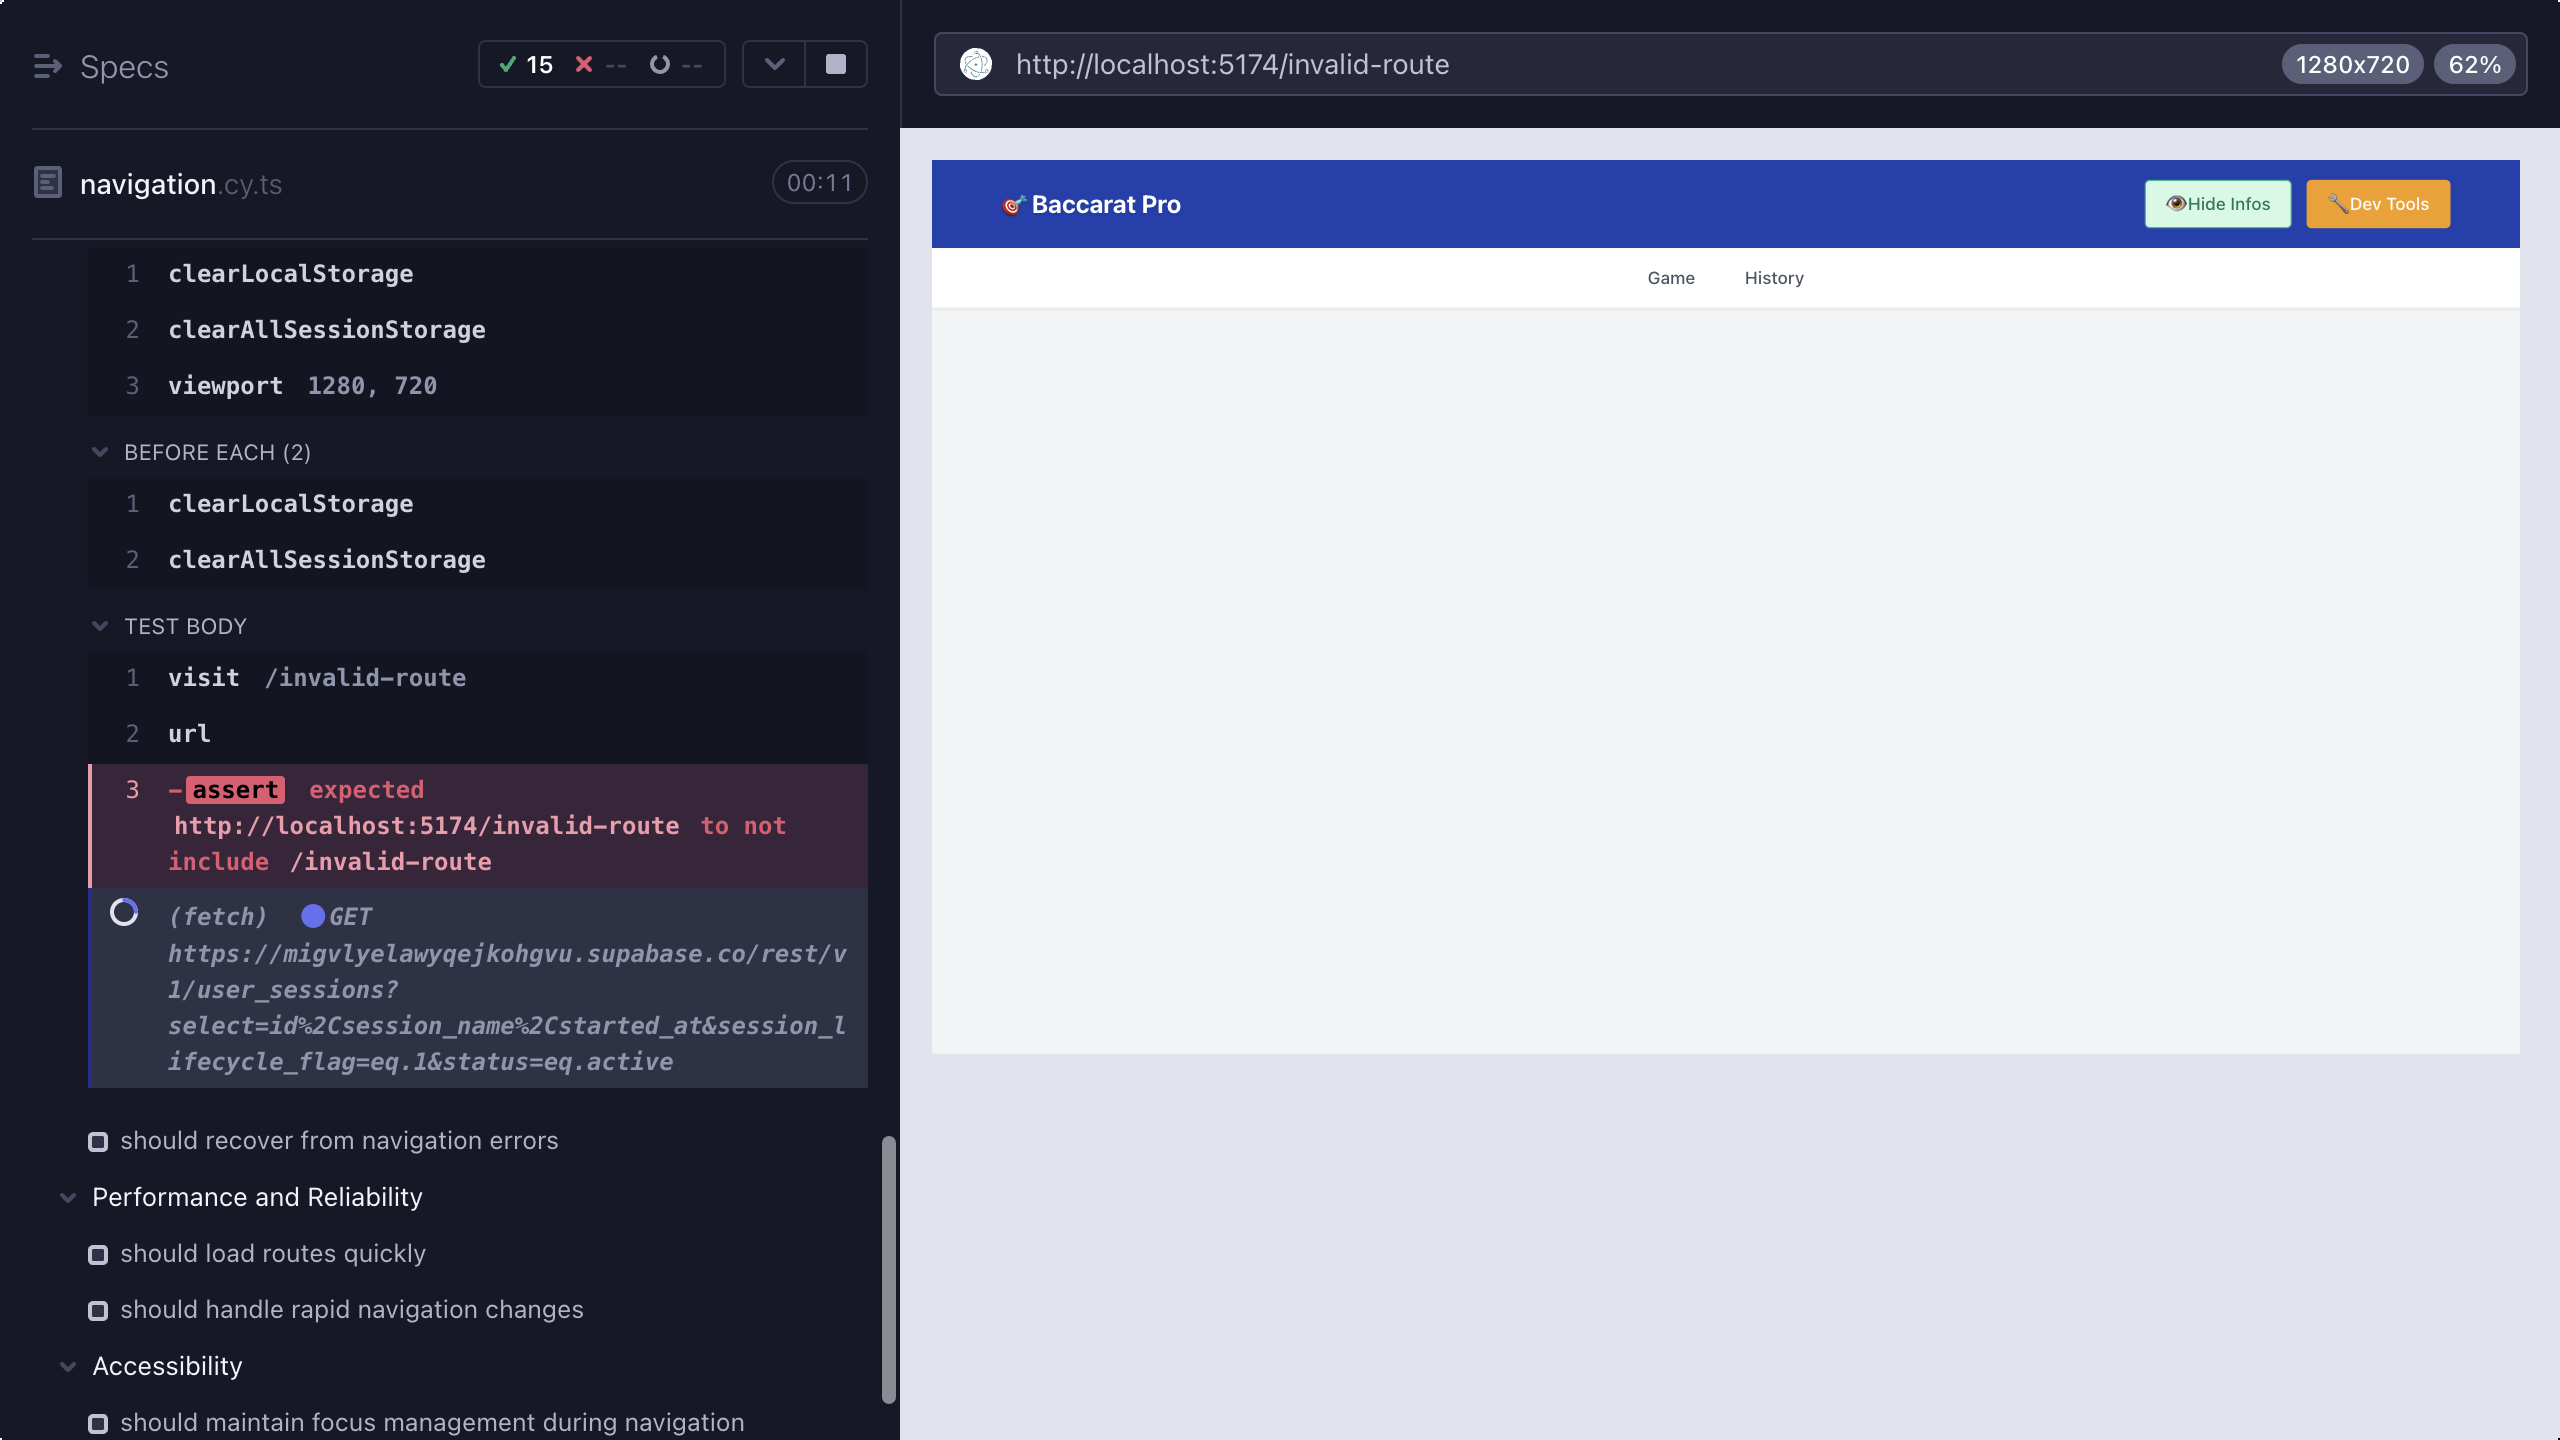 Specs
15 -- --
navigation.cy.ts
00:11
1 clearLocalStorage
2 clearAllSessionStorage
3 viewport 1280, 720
BEFORE EACH (2)
1 clearLocalStorage
2 clearAllSessionStorage
TEST BODY
1 visit /invalid-route
2 url
3 -assert expected
http://localhost:5174/invalid-route to not
include /invalid-route
(fetch) GET
https://migvlyelawyqejkohgvu.supabase.co/rest/v
1/user_sessions?
select=id%2Csession_name%2Cstarted_at&session_l
ifecycle_flag=eq.1&status=eq.active
should recover from navigation errors
Performance and Reliability
should load routes quickly
should handle rapid navigation changes
Accessibility
should maintain focus management during navigation
http://localhost:5174/invalid-route
1280x720 62%
Baccarat Pro
Hide Infos
Dev Tools
Game History